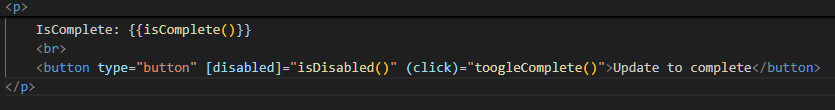 <p>
IsComplete: {{isComplete()}}
<br>
<button type="button" [disabled]="isDisabled()" (click)="toogleComplete()">Update to complete</button>
</p>